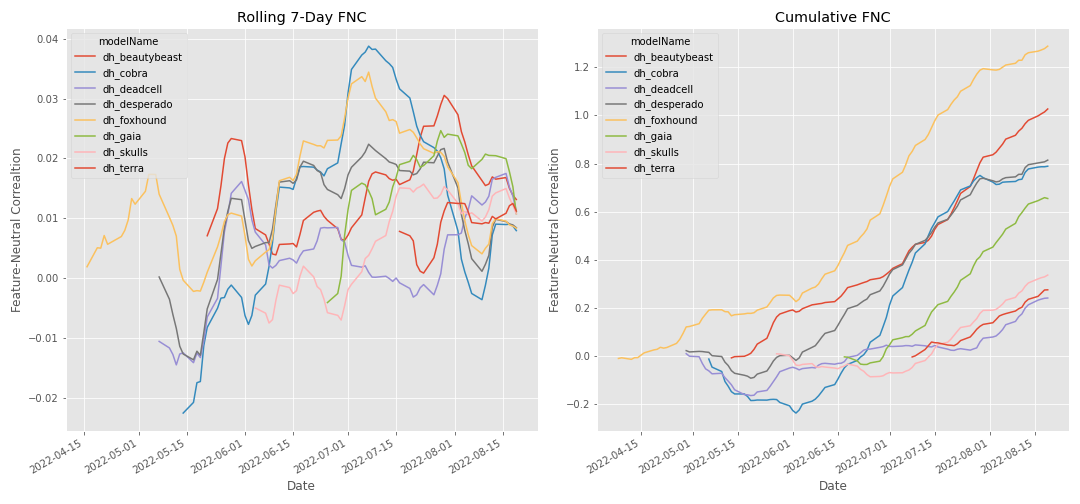 Rolling 7-Day FNC
modelName
dh_beautybeast
dh_cobra
dh_deadcell
dh_desperado
dh_foxhound
dh_gaia
dh_skulls
dh_terra
0.04
0.03
0.02
0.01
0.00
−0.01
−0.02
Feature-Neutral Correaltion
2022-04-15
2022-05-01
2022-05-15
2022-06-01
2022-06-15
2022-07-01
2022-07-15
2022-08-01
2022-08-15
Date
Cumulative FNC
modelName
dh_beautybeast
dh_cobra
dh_deadcell
dh_desperado
dh_foxhound
dh_gaia
dh_skulls
dh_terra
1.2
1.0
0.8
0.6
0.4
0.2
0.0
−0.2
Feature-Neutral Correaltion
2022-04-15
2022-05-01
2022-05-15
2022-06-01
2022-06-15
2022-07-01
2022-07-15
2022-08-01
2022-08-15
Date